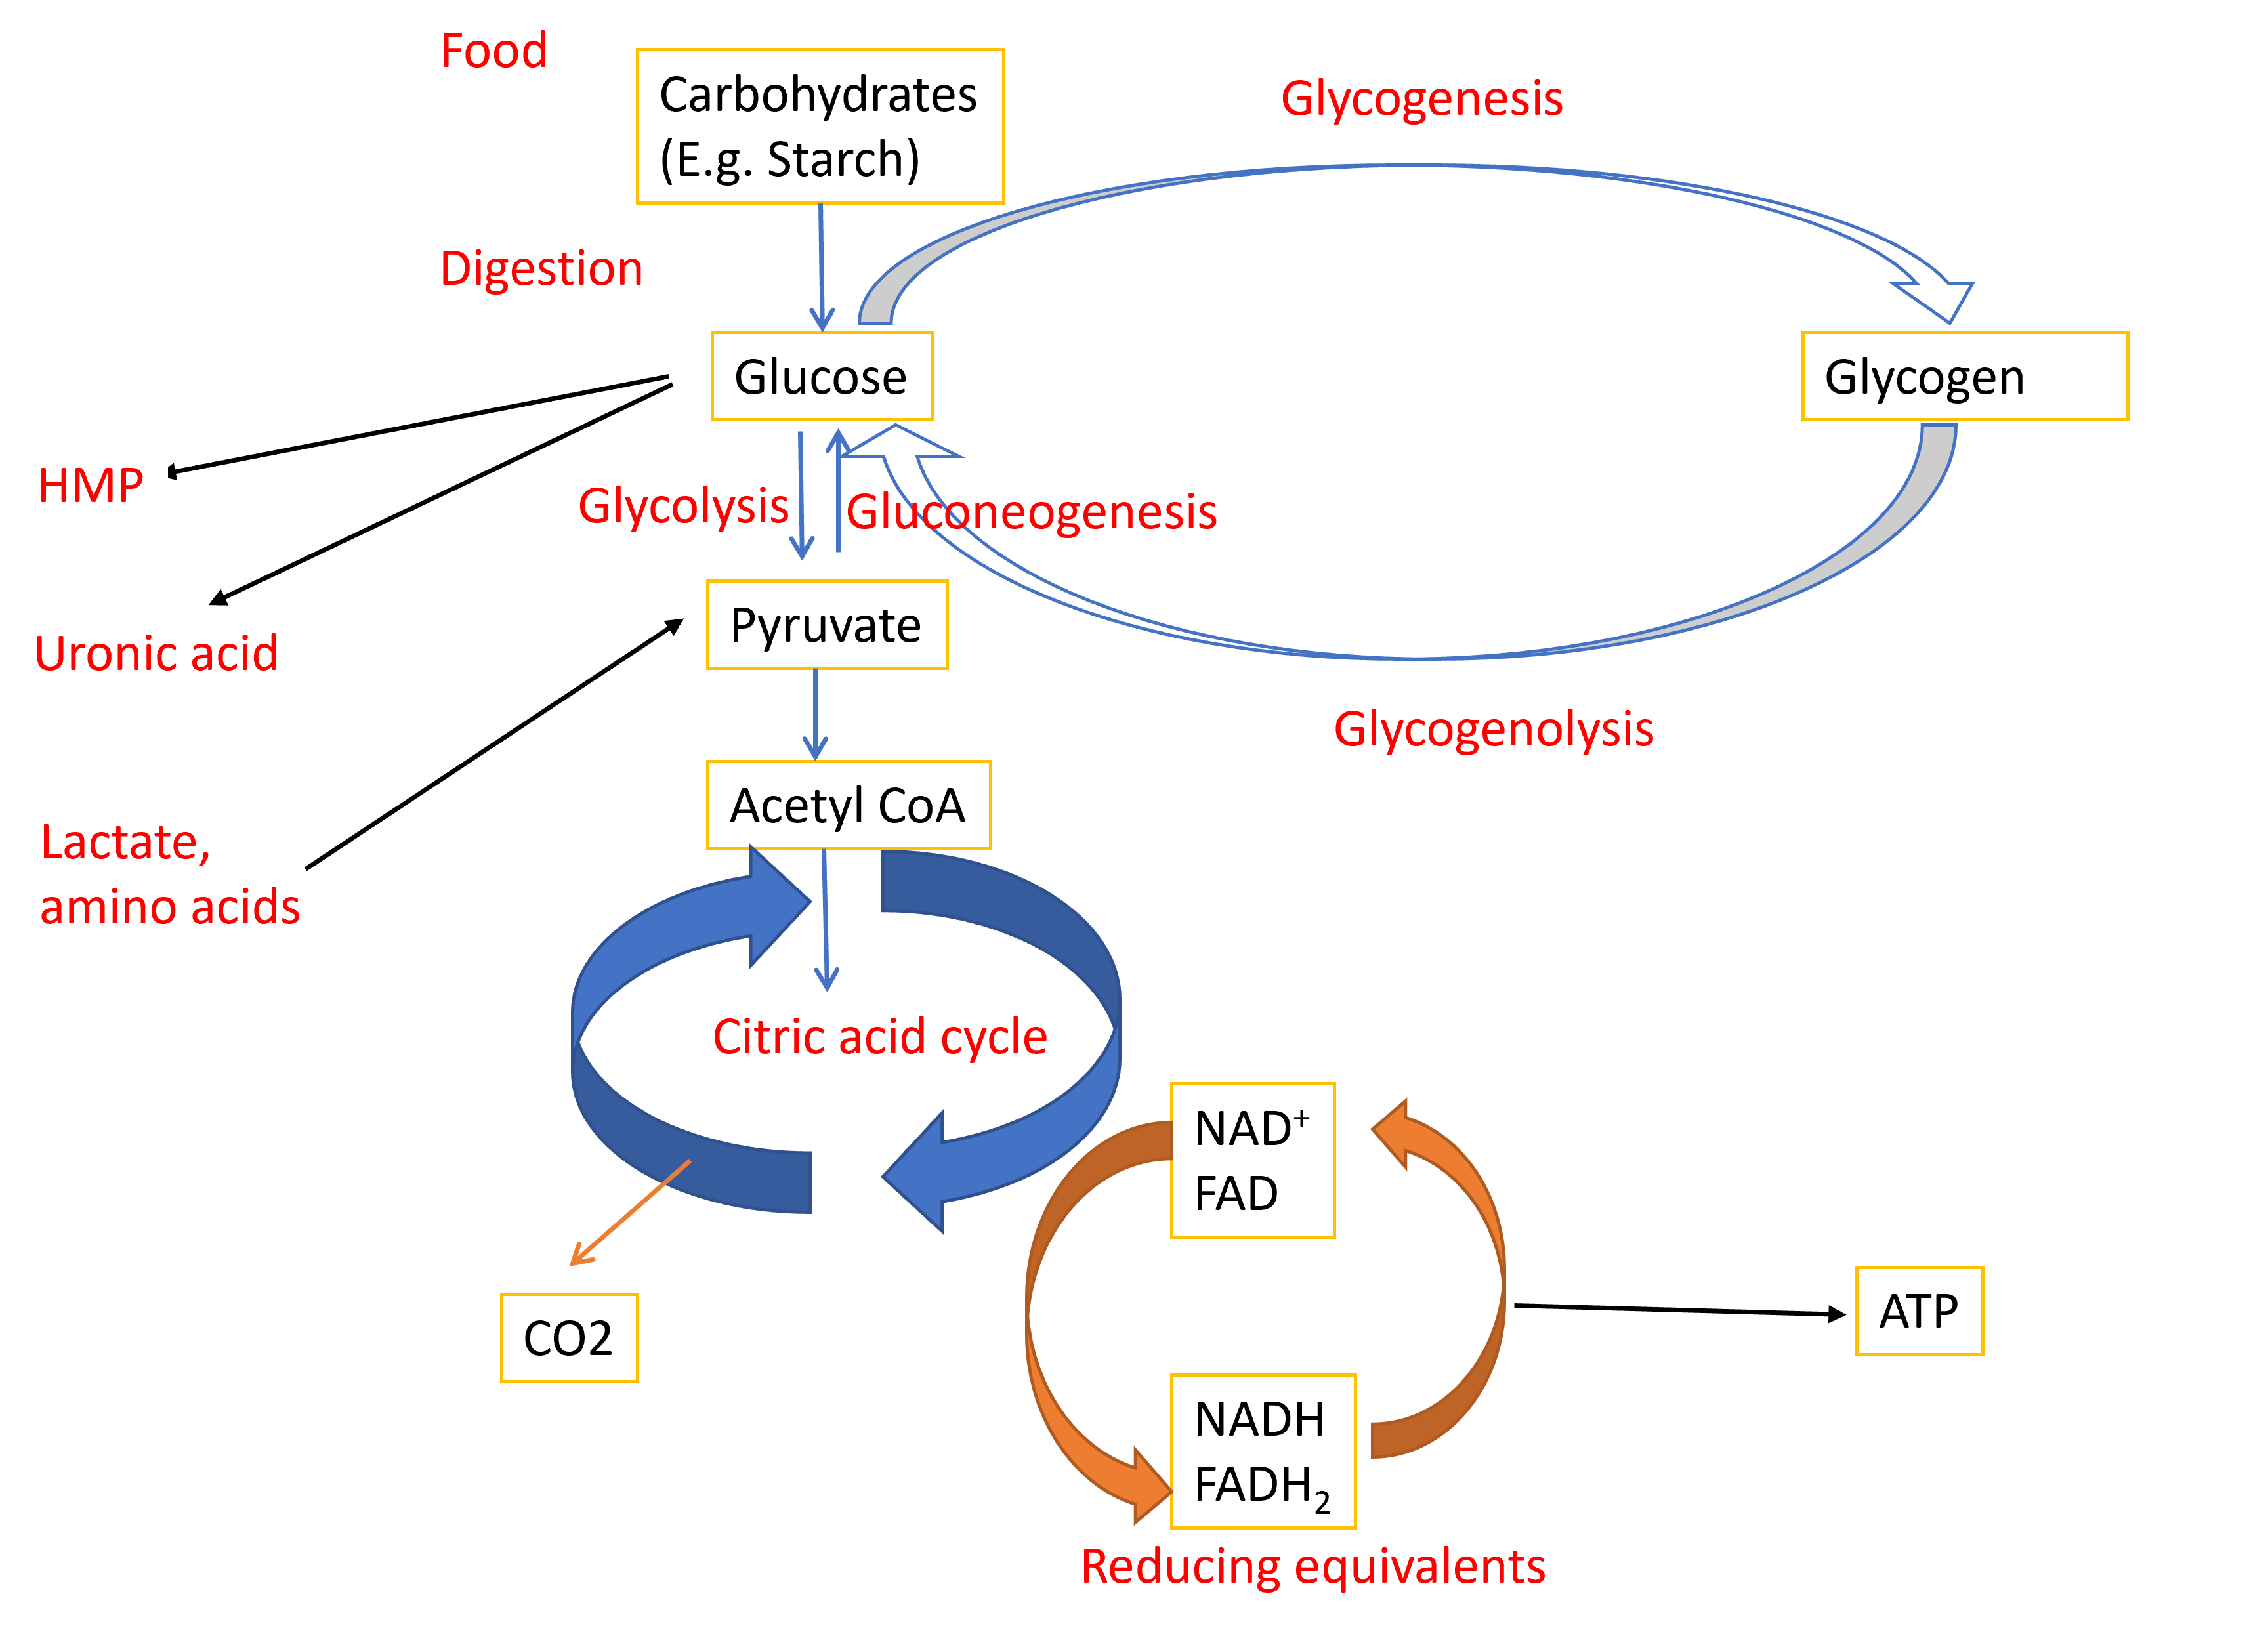 Food
Carbohydrates
(E.g. Starch)
Glycogenesis
Digestion
Glucose
Glycogen
HMP
Glycolysis
Gluconeogenesis
Uronic acid
Pyruvate
Glycogenolysis
Acetyl CoA
Lactate,
amino acids
Citric acid cycle
NAD⁺
FAD
CO2
ATP
NADH
FADH₂
Reducing equivalents